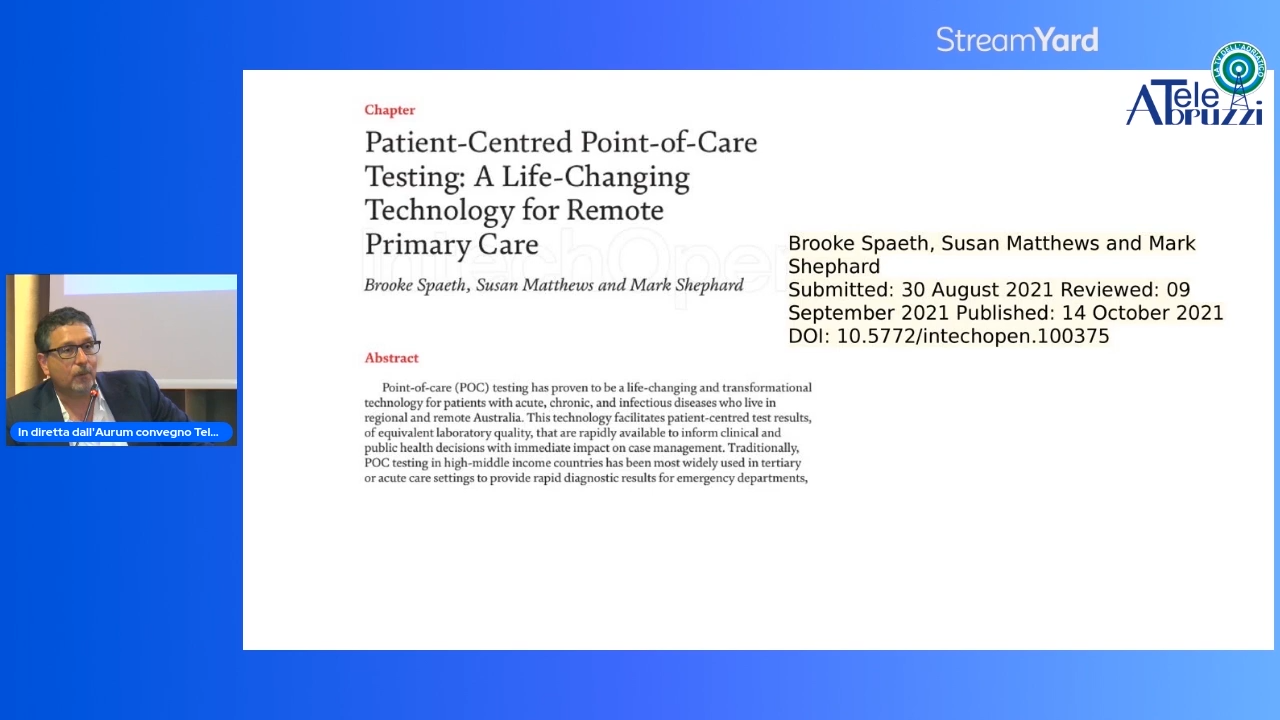 StreamYard
LA TV DELL'ADRIATICO
ATele
Abruzzi
Chapter
Patient-Centred Point-of-Care
Testing: A Life-Changing
Technology for Remote
Primary Care
IntechOpen
Brooke Spaeth, Susan Matthews and Mark Shephard
Brooke Spaeth, Susan Matthews and Mark
Shephard
Submitted: 30 August 2021 Reviewed: 09
September 2021 Published: 14 October 2021
DOI: 10.5772/intechopen.100375
Abstract
Point-of-care (POC) testing has proven to be a life-changing and transformational
technology for patients with acute, chronic, and infectious diseases who live in
regional and remote Australia. This technology facilitates patient-centred test results,
of equivalent laboratory quality, that are rapidly available to inform clinical and
public health decisions with immediate impact on case management. Traditionally,
POC testing in high-middle income countries has been most widely used in tertiary
or acute care settings to provide rapid diagnostic results for emergency departments,
In diretta dall'Aurum convegno Tel...